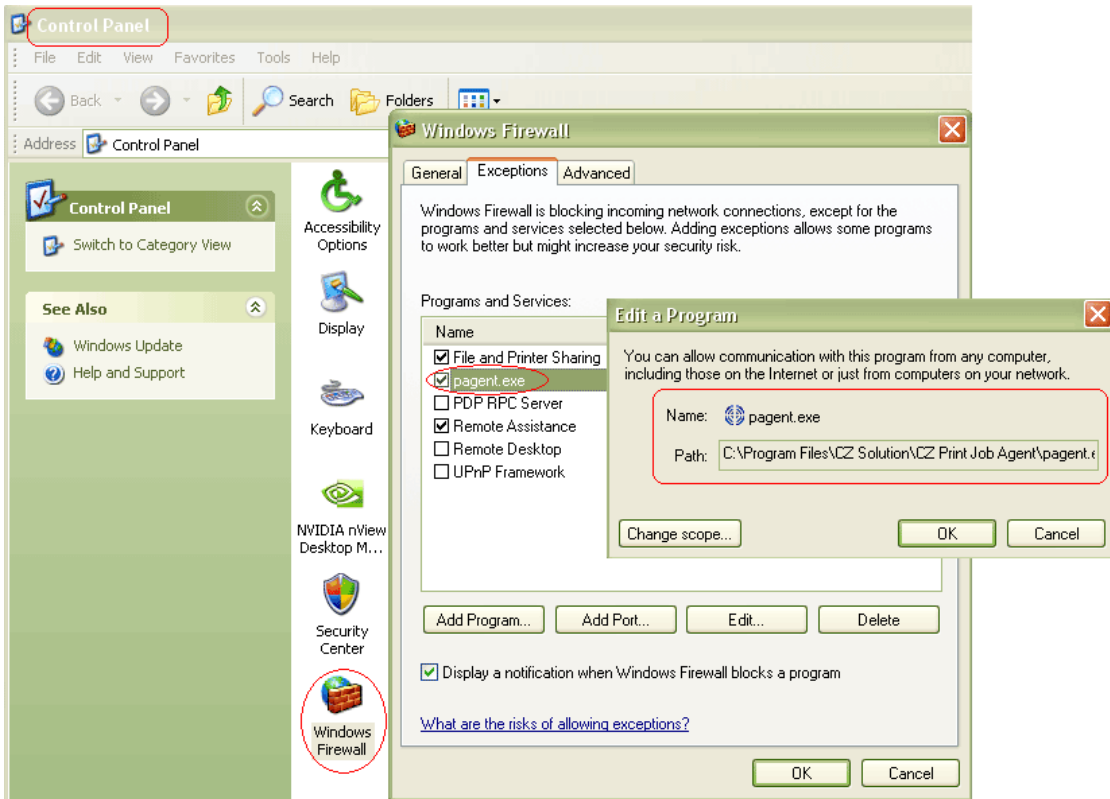 Control Panel
File Edit View Favorites Tools Help
Back Search Folders
Address Control Panel
Control Panel
Switch to Category View
See Also
Windows Update
Help and Support
Accessibility
Options
Display
Keyboard
NVIDIA nView
Desktop M...
Security
Center
Windows
Firewall
Windows Firewall
General Exceptions Advanced
Windows Firewall is blocking incoming network connections, except for the
programs and services selected below. Adding exceptions allows some programs
to work better but might increase your security risk.
Programs and Services:
Name
File and Printer Sharing
pagent.exe
PDP RPC Server
Remote Assistance
Remote Desktop
UPnP Framework
Add Program... Add Port... Edit... Delete
Display a notification when Windows Firewall blocks a program
What are the risks of allowing exceptions?
OK Cancel
Edit a Program
You can allow communication with this program from any computer,
including those on the Internet or just from computers on your network.
Name: pagent.exe
Path: C:\Program Files\CZ Solution\CZ Print Job Agent\pagent.e
Change scope... OK Cancel